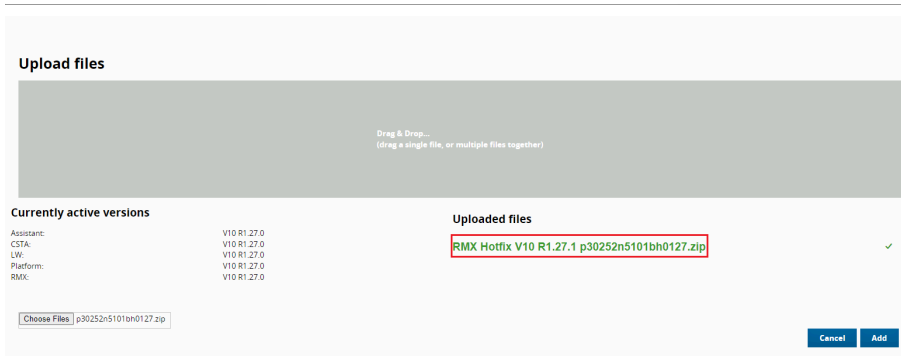 Upload files
Drag & Drop...
(drag a single file, or multiple files together)
Currently active versions
Assistant: V10 R1.27.0
CSTA: V10 R1.27.0
LW: V10 R1.27.0
Platform: V10 R1.27.0
RMX: V10 R1.27.0
Uploaded files
RMX Hotfix V10 R1.27.1 p30252n5101bh0127.zip
Choose Files p30252n5101bh0127.zip
Cancel Add